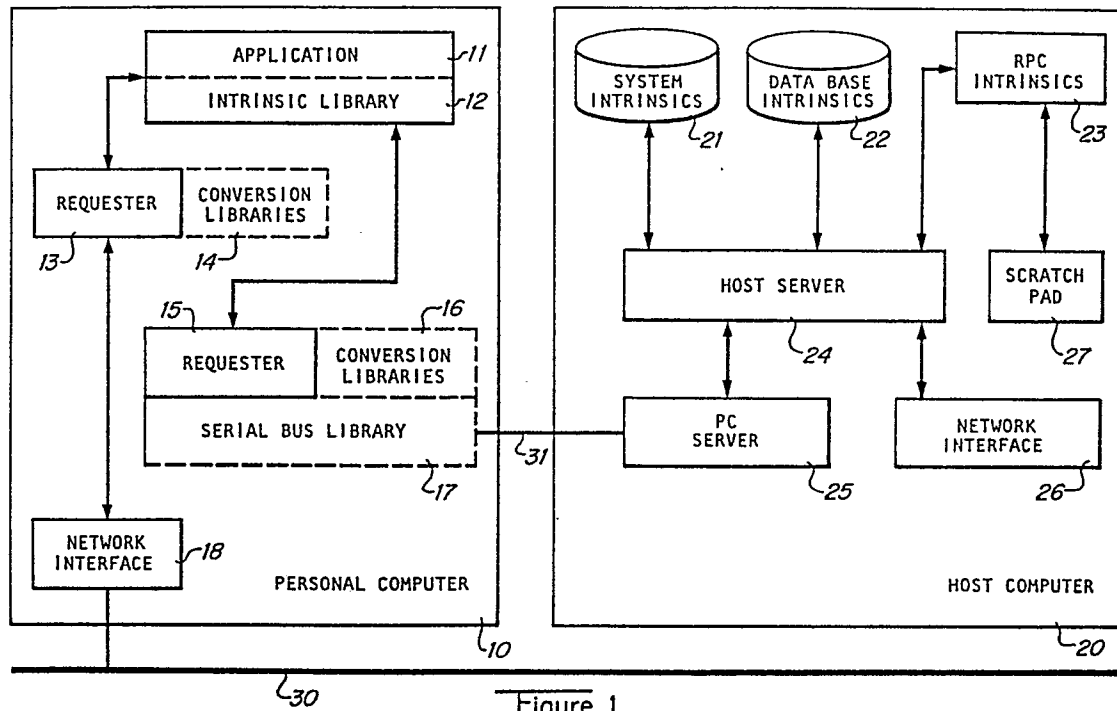 APPLICATION
11
INTRINSIC LIBRARY
12
REQUESTER
13
CONVERSION
LIBRARIES
14
15
REQUESTER
16
CONVERSION
LIBRARIES
SERIAL BUS LIBRARY
17
NETWORK
INTERFACE
18
PERSONAL COMPUTER
10
SYSTEM
INTRINSICS
21
DATA BASE
INTRINSICS
22
RPC
INTRINSICS
23
HOST SERVER
24
SCRATCH
PAD
27
31
PC
SERVER
25
NETWORK
INTERFACE
26
HOST COMPUTER
20
30
Figure 1